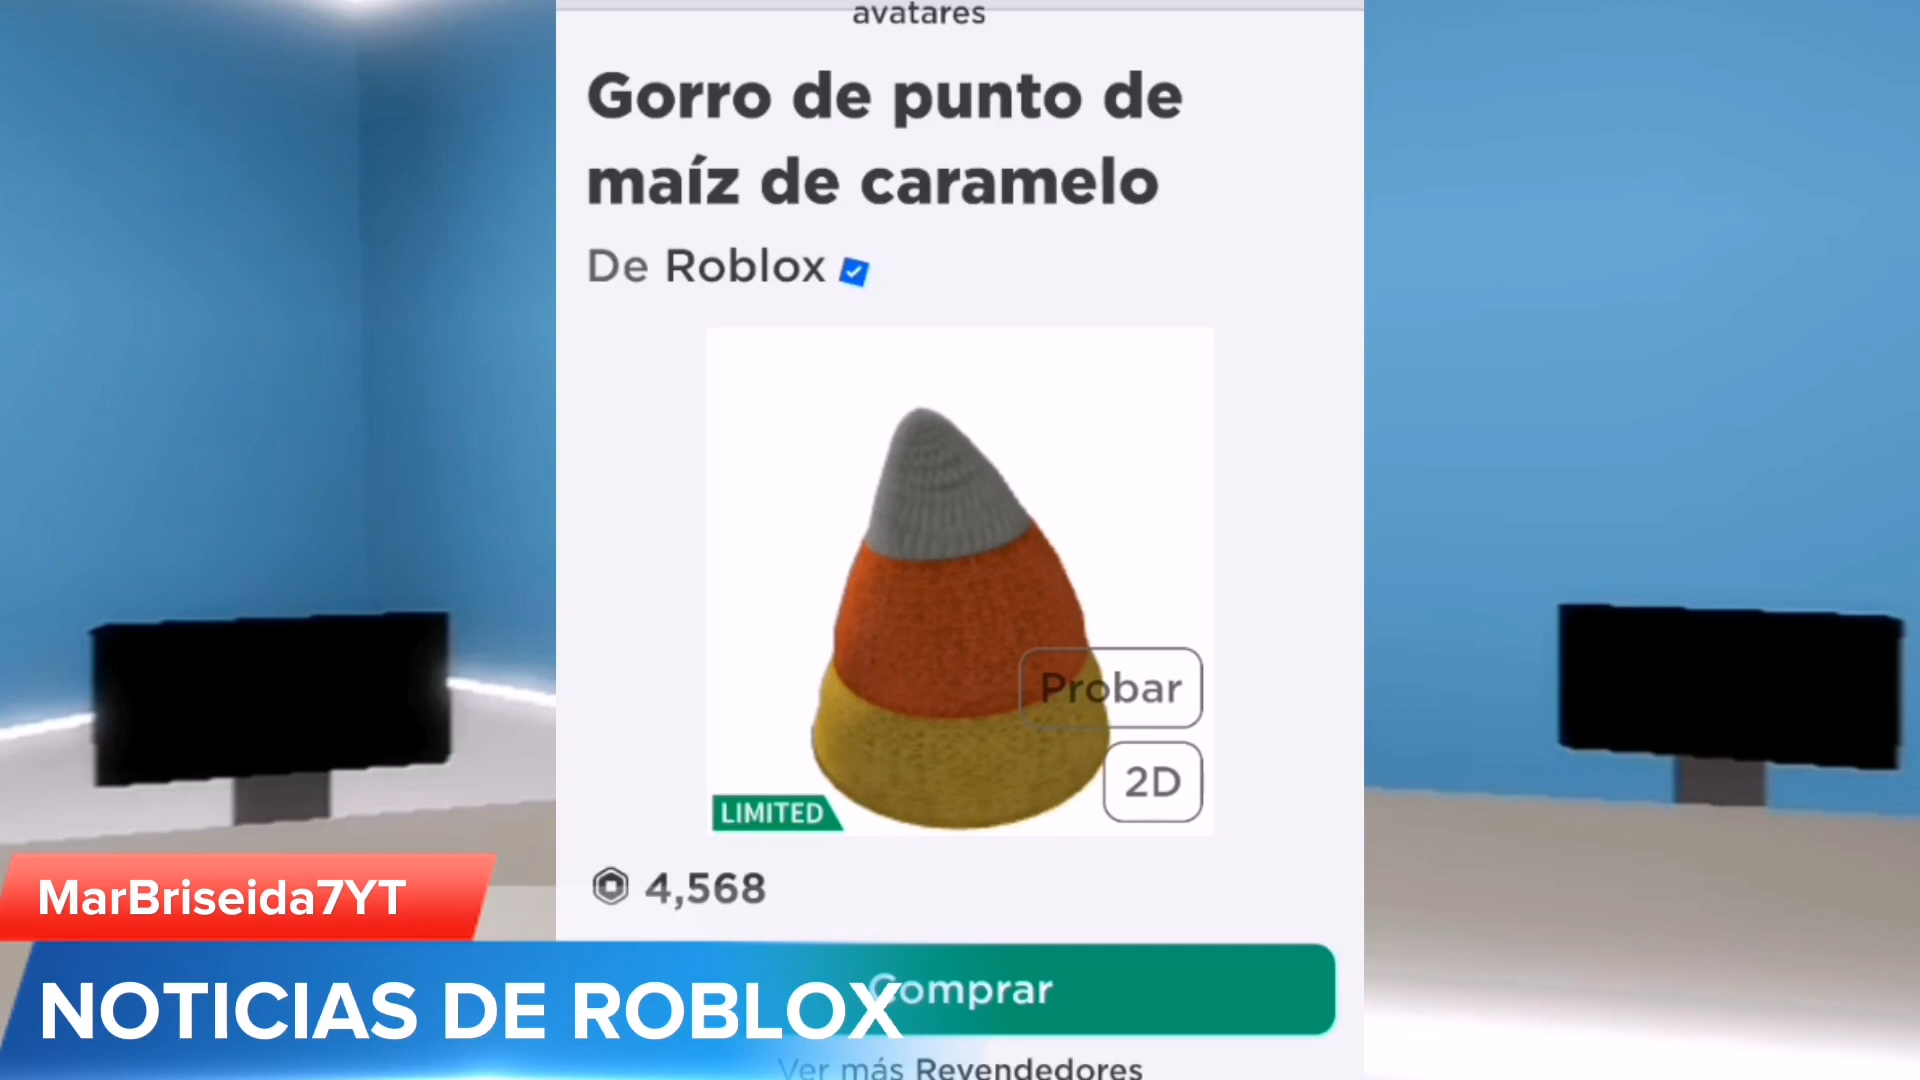 avatares
Gorro de punto de
maíz de caramelo
De Roblox
Probar
2D
LIMITED
4,568
MarBriseida7YT
NOTICIAS DE ROBLOX
Comprar
Ver más Revendedores